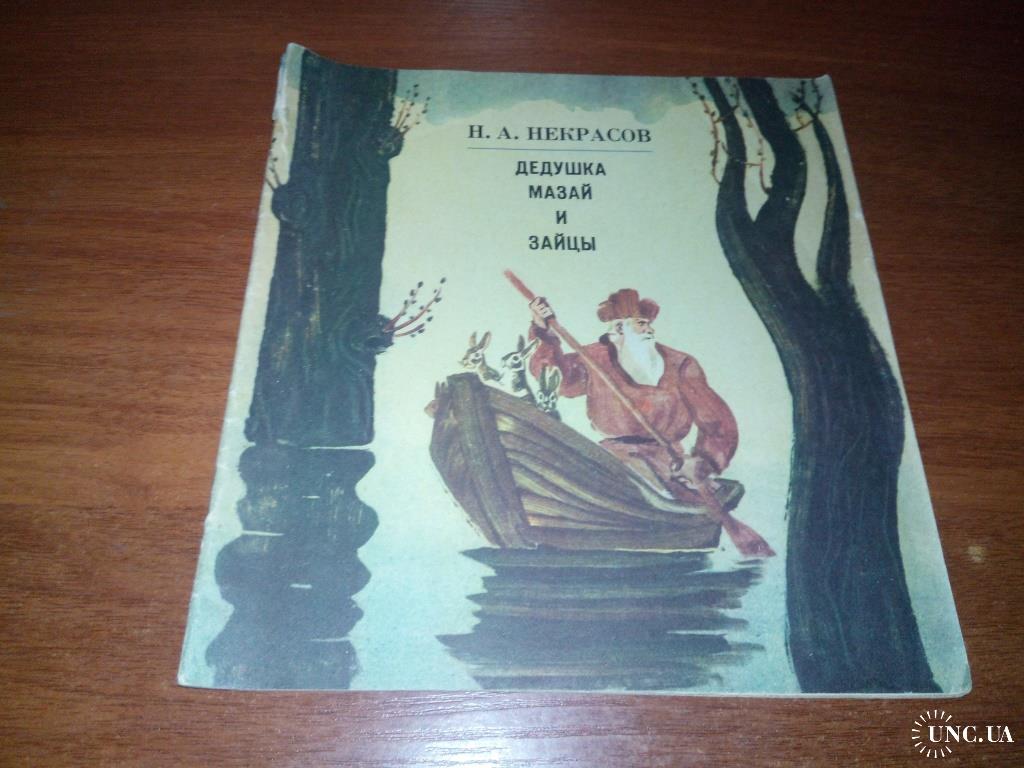 Н. А. НЕКРАСОВ
ДЕДУШКА
МАЗАЙ
И
ЗАЙЦЫ
UNC.UA